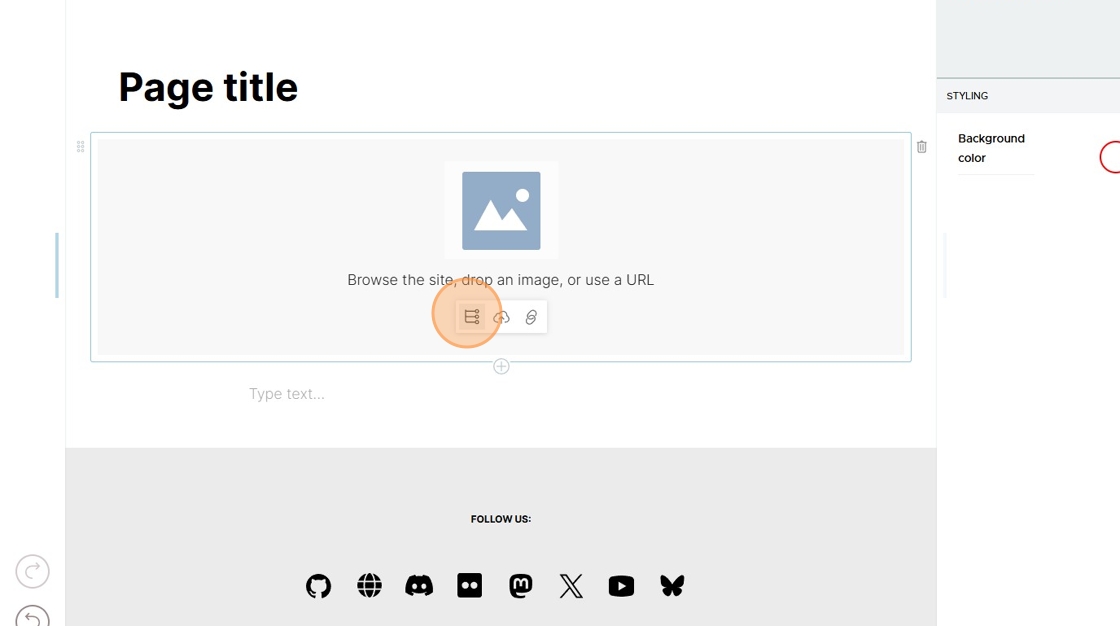 Page title
STYLING
Background
color
Browse the site, drop an image, or use a URL
Type text...
FOLLOW US: